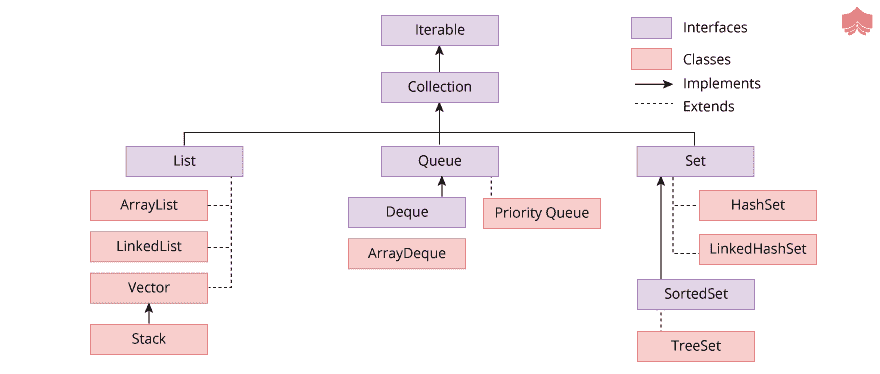 Iterable
Interfaces
Classes
Collection
Implements
Extends
List
Queue
Set
ArrayList
Deque
Priority Queue
HashSet
LinkedList
ArrayDeque
LinkedHashSet
Vector
SortedSet
Stack
TreeSet